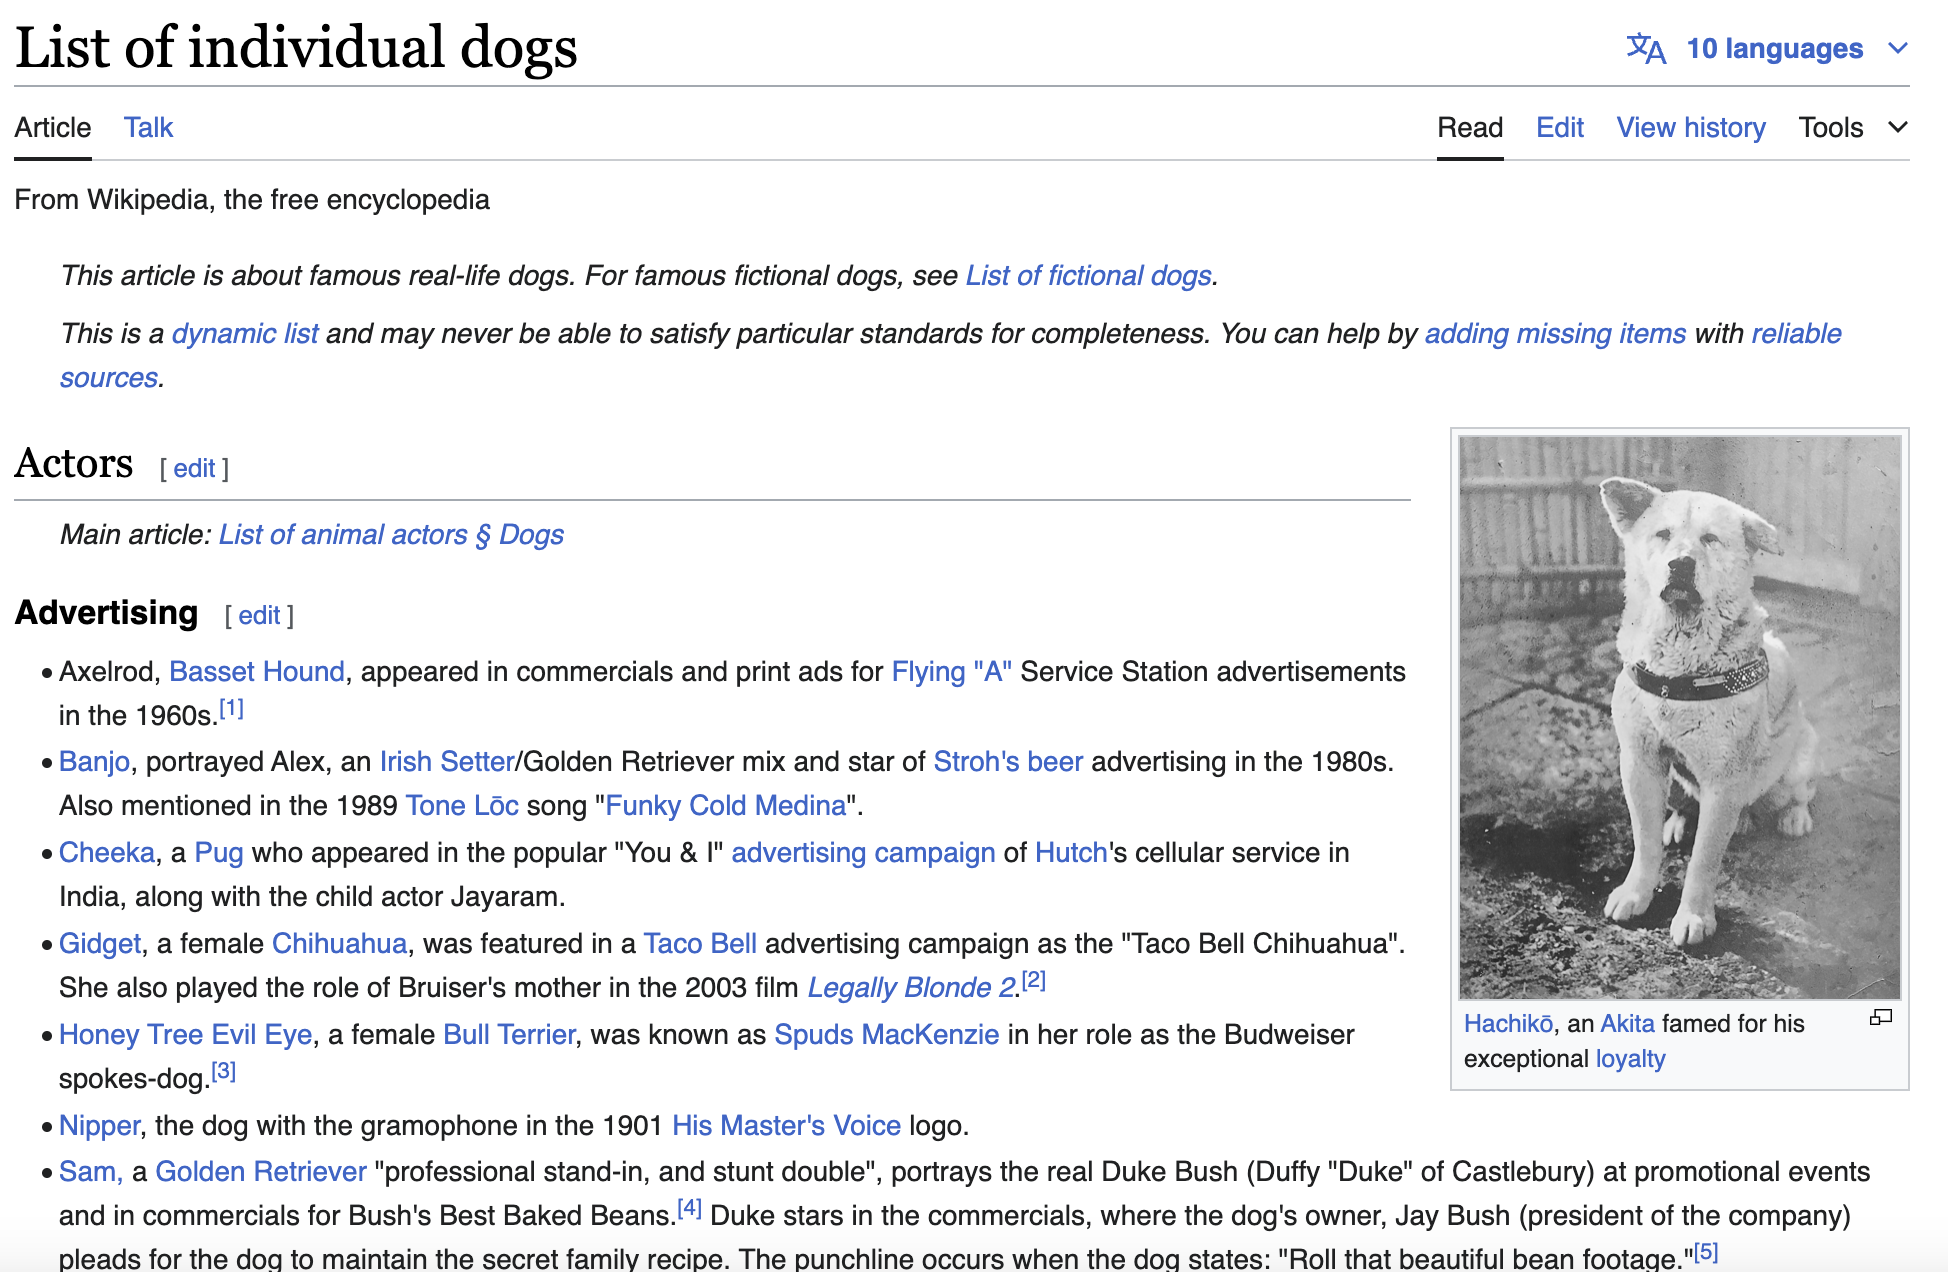 List of individual dogs
10 languages
Article Talk
Read Edit View history Tools
From Wikipedia, the free encyclopedia
This article is about famous real-life dogs. For famous fictional dogs, see List of fictional dogs.
This is a dynamic list and may never be able to satisfy particular standards for completeness. You can help by adding missing items with reliable
sources.
Actors [ edit ]
Main article: List of animal actors § Dogs
Advertising [ edit ]
• Axelrod, Basset Hound, appeared in commercials and print ads for Flying "A" Service Station advertisements
in the 1960s.[1]
• Banjo, portrayed Alex, an Irish Setter/Golden Retriever mix and star of Stroh's beer advertising in the 1980s.
Also mentioned in the 1989 Tone Lōc song "Funky Cold Medina".
• Cheeka, a Pug who appeared in the popular "You & I" advertising campaign of Hutch's cellular service in
India, along with the child actor Jayaram.
• Gidget, a female Chihuahua, was featured in a Taco Bell advertising campaign as the "Taco Bell Chihuahua".
She also played the role of Bruiser's mother in the 2003 film Legally Blonde 2.[2]
• Honey Tree Evil Eye, a female Bull Terrier, was known as Spuds MacKenzie in her role as the Budweiser
spokes-dog.[3]
• Nipper, the dog with the gramophone in the 1901 His Master's Voice logo.
• Sam, a Golden Retriever "professional stand-in, and stunt double", portrays the real Duke Bush (Duffy "Duke" of Castlebury) at promotional events
and in commercials for Bush's Best Baked Beans.[4] Duke stars in the commercials, where the dog's owner, Jay Bush (president of the company)
pleads for the dog to maintain the secret family recipe. The punchline occurs when the dog states: "Roll that beautiful bean footage."[5]
Hachikō, an Akita famed for his
exceptional loyalty